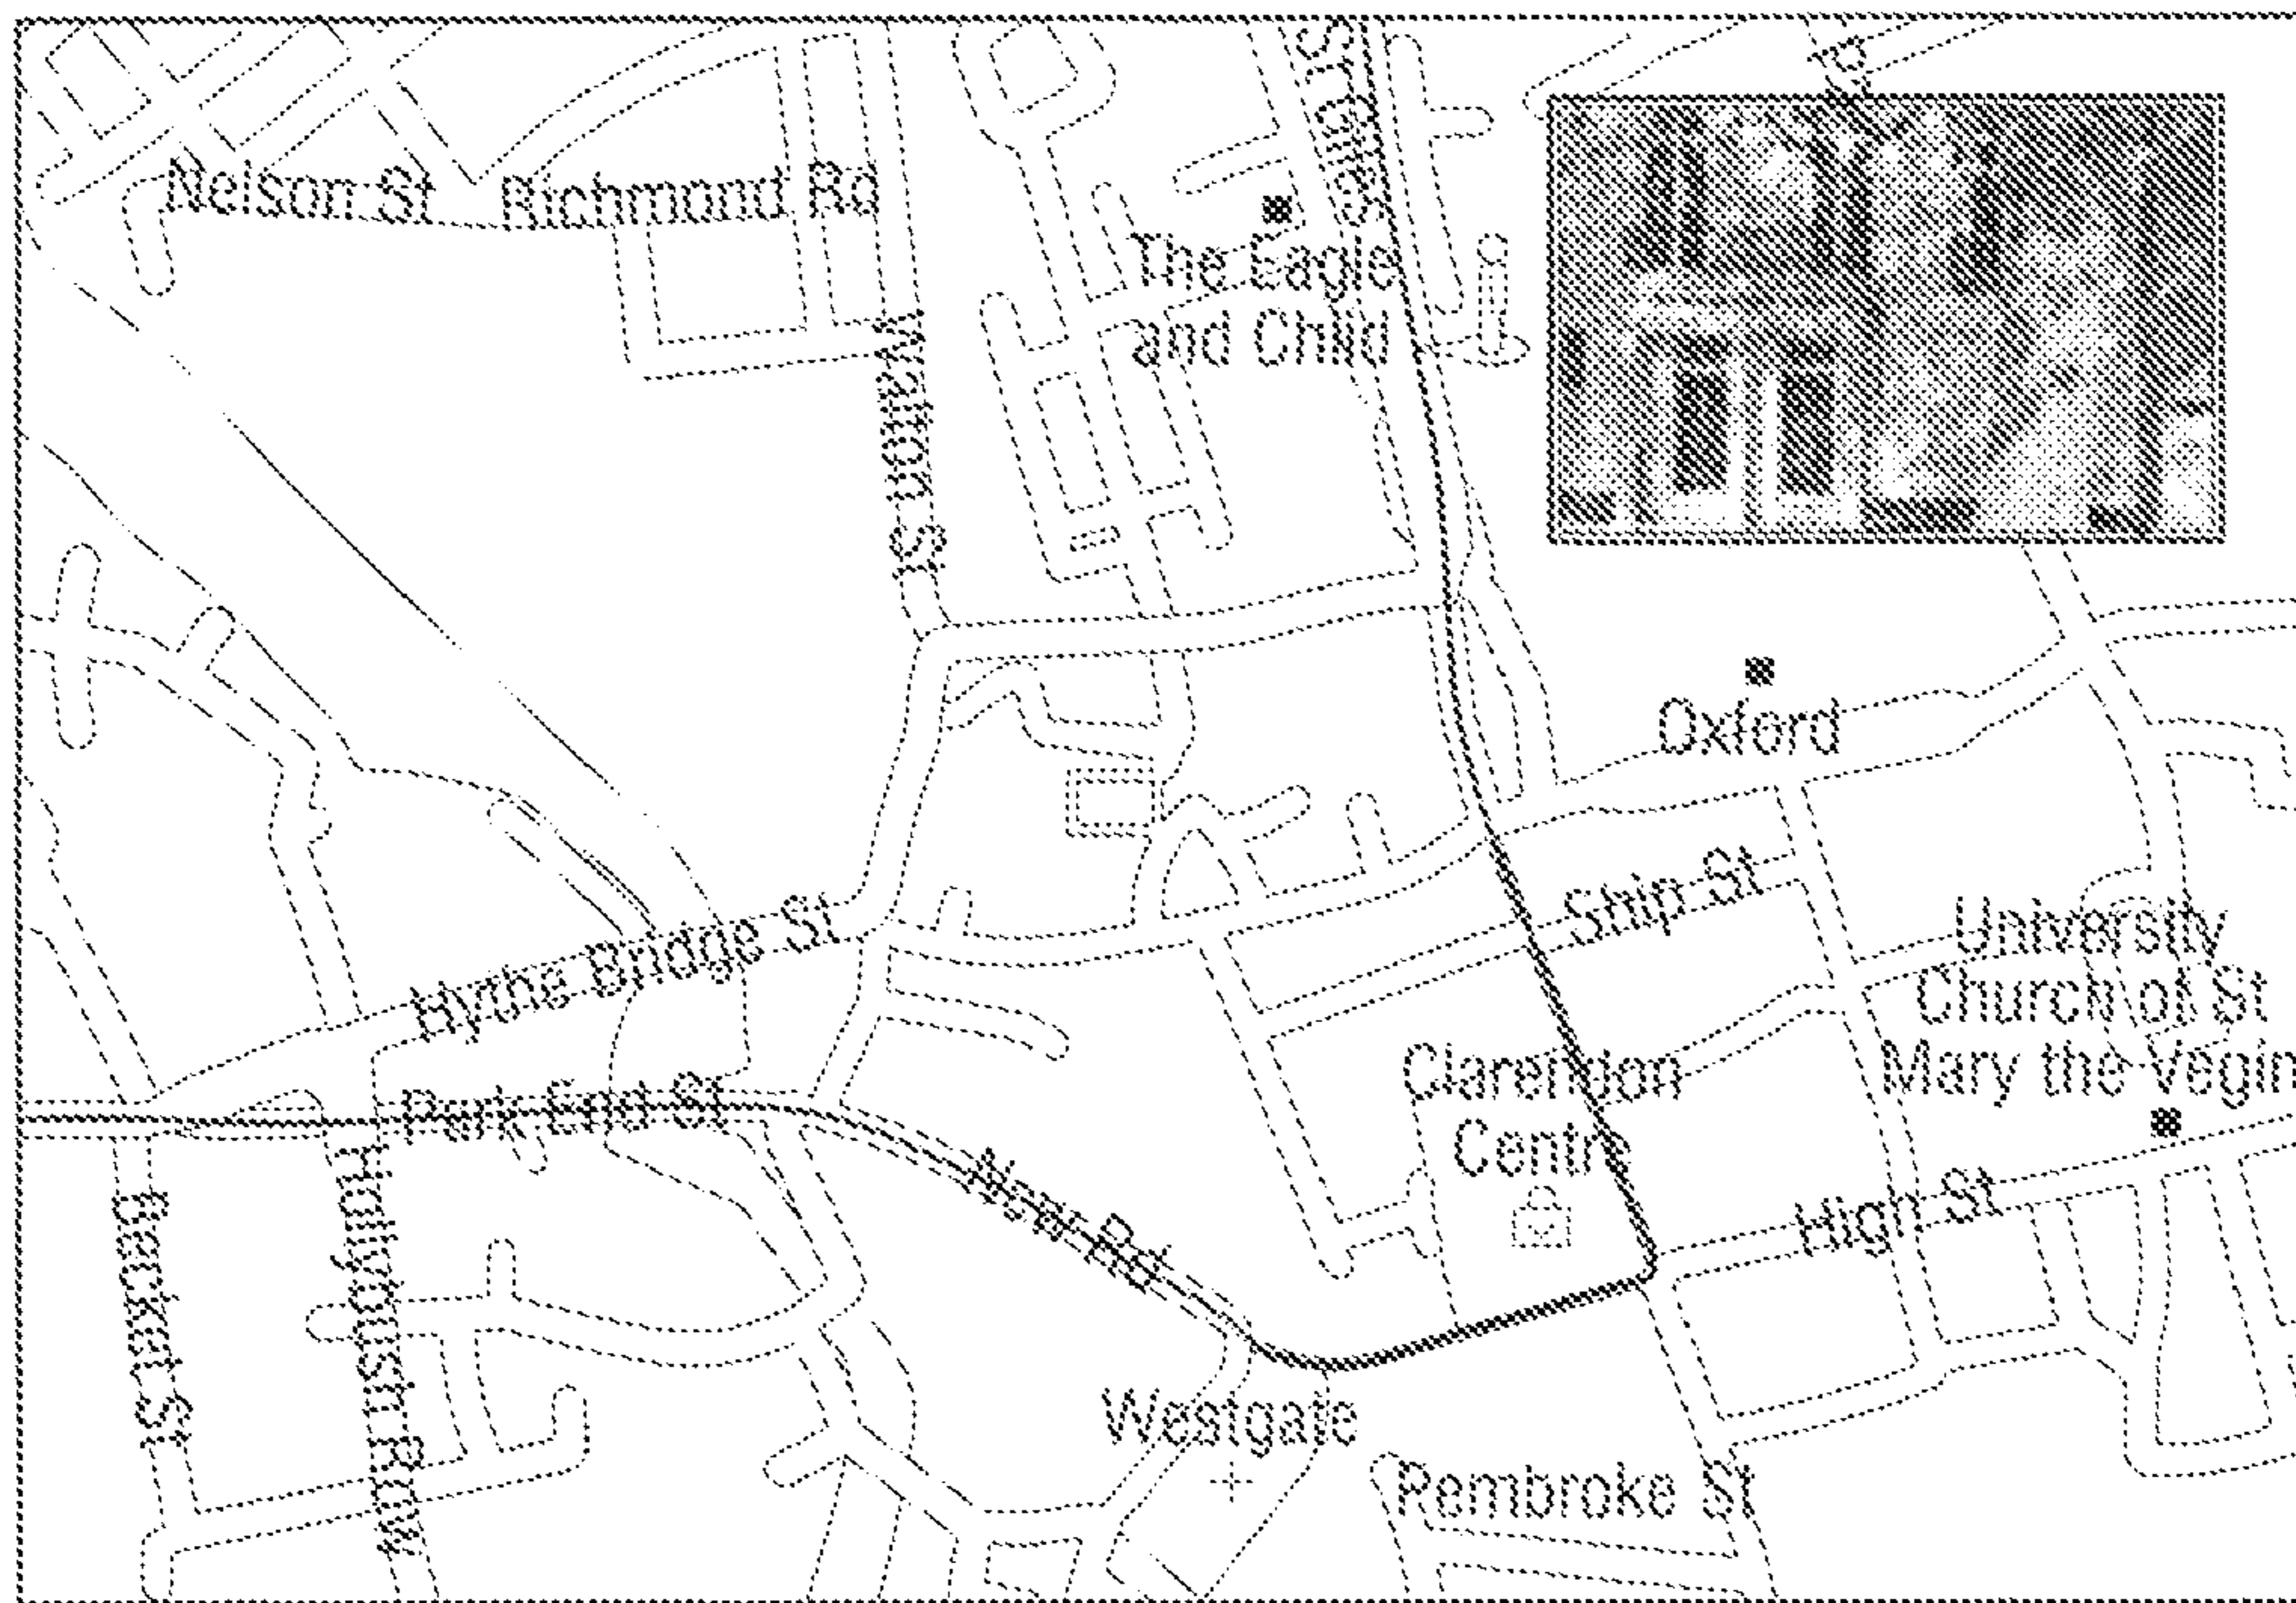 St Giles
Nelson St
Richmond Rd
The Eagle
and Child
Walton St
Oxford
Ship St
Hythe Bridge St
University
Church of St
Mary the Vegin
Clarendon
Centre
Park End St
New Rd
High St
Becket St
Hollybush Row
Westgate
Pembroke St